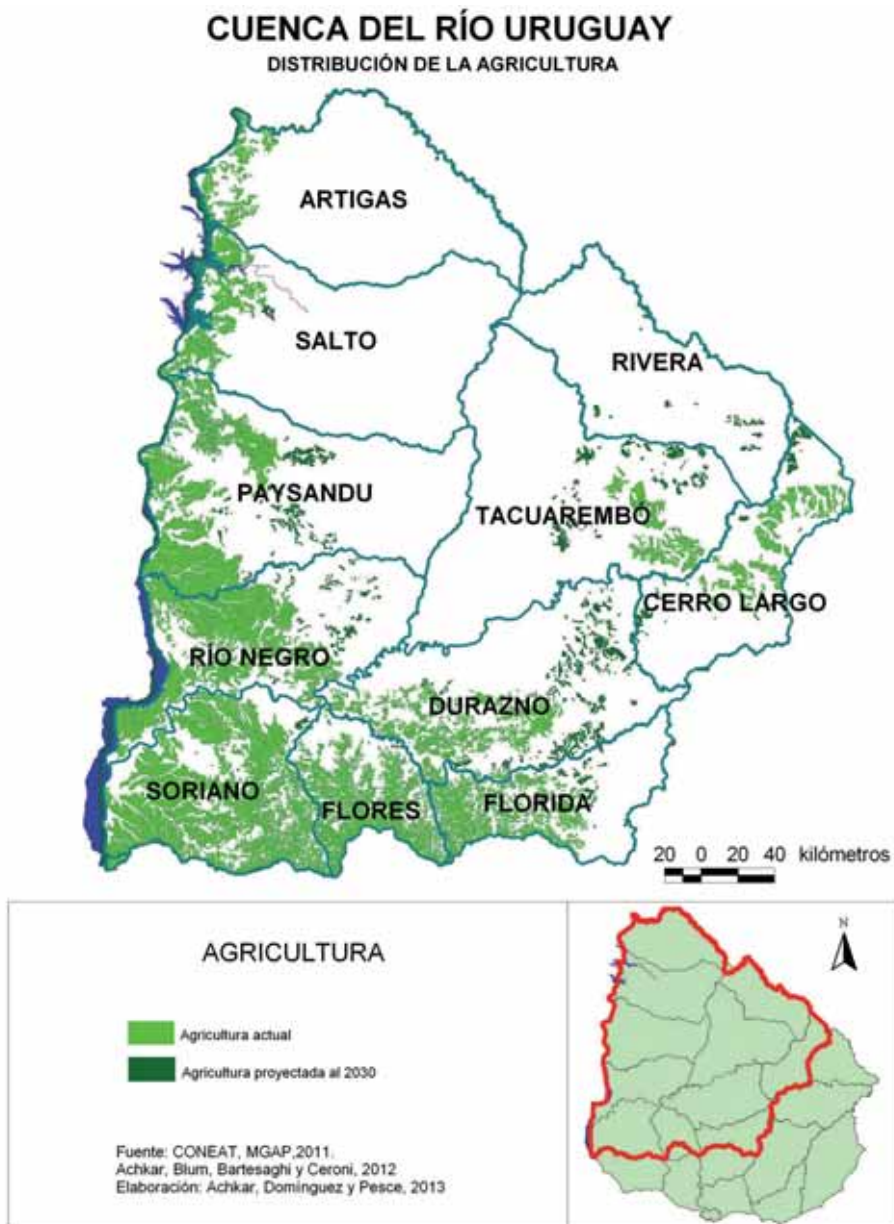 CUENCA DEL RÍO URUGUAY
DISTRIBUCIÓN DE LA AGRICULTURA
ARTIGAS
SALTO
RIVERA
PAYSANDU
TACUAREMBÓ
CERRO LARGO
RÍO NEGRO
DURAZNO
SORIANO
FLORES
FLORIDA
20 0 20 40 kilómetros
AGRICULTURA
N
Agricultura actual
Agricultura proyectada al 2030
Fuente: CONEAT, MGAP,2011.
Achkar, Blum, Bartesaghi y Ceroni, 2012
Elaboración: Achkar, Domínguez y Pesce, 2013